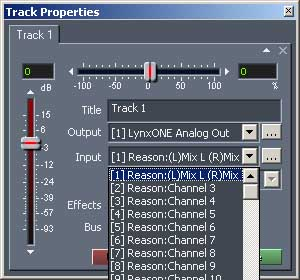 Track Properties
Track 1
0
0
dB
-100 -50 0 50 100
%
15
6
-3
-12
-21
-30
-39
-57
-93
Title Track 1
Output [1] LynxONE Analog Out ...
Input [1] Reason:(L)Mix L (R)Mix ...
[1] Reason:(L)Mix L (R)Mix
[2] Reason:Channel 3
[3] Reason:Channel 4
[4] Reason:Channel 5
Effects [5] Reason:Channel 6
[6] Reason:Channel 7
Bus [7] Reason:Channel 8
[8] Reason:Channel 9
[9] Reason:Channel 10